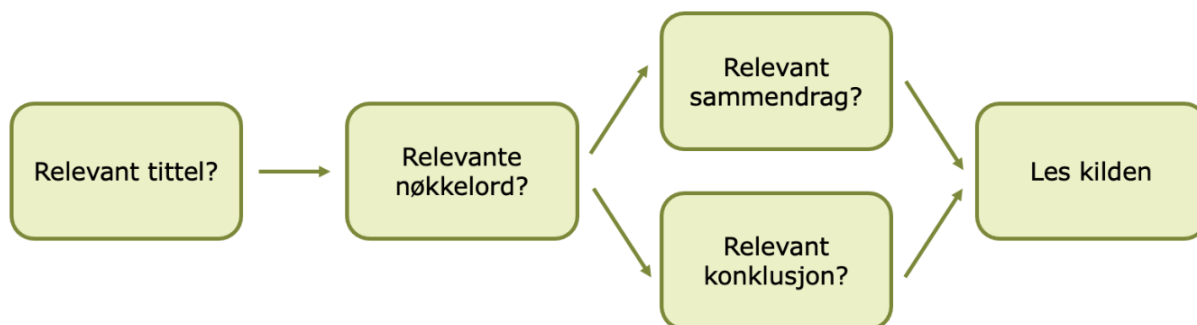 Relevant tittel?
Relevante
nøkkelord?
Relevant
sammendrag?
Relevant
konklusjon?
Les kilden